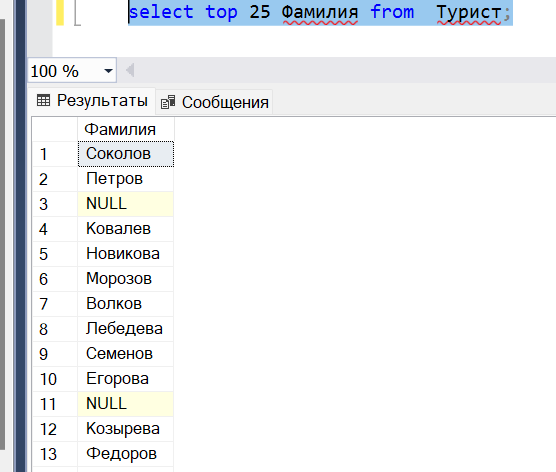 select top 25 Фамилия from Турист;
100 %
Результаты Сообщения
Фамилия
1 Соколов
2 Петров
3 NULL
4 Ковалев
5 Новикова
6 Морозов
7 Волков
8 Лебедева
9 Семенов
10 Егорова
11 NULL
12 Козырева
13 Федоров